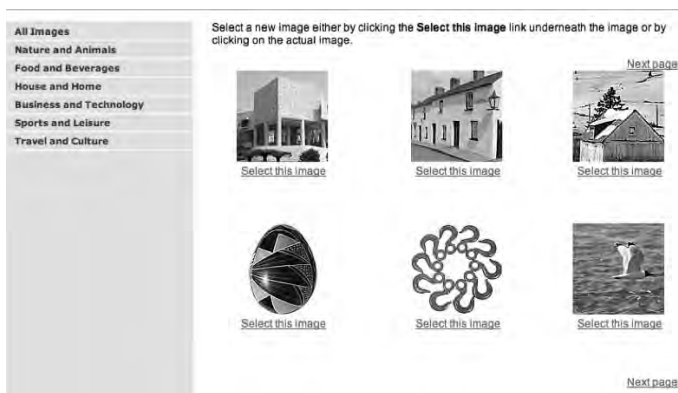 All Images
Nature and Animals
Food and Beverages
House and Home
Business and Technology
Sports and Leisure
Travel and Culture
Select a new image either by clicking the Select this image link underneath the image or by
clicking on the actual image.
Next page
Select this image Select this image Select this image
Select this image Select this image Select this image
Next page